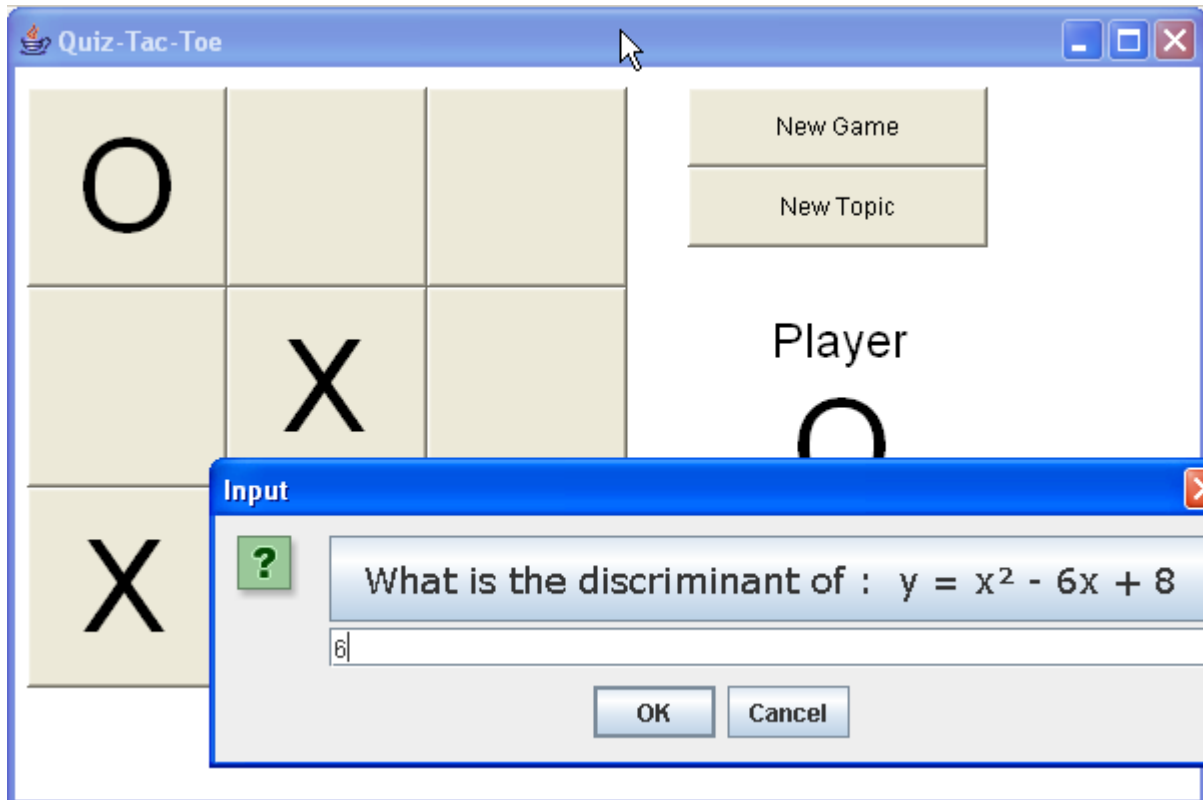 Quiz-Tac-Toe
O
New Game
New Topic
X
Player
O
X
Input
?
What is the discriminant of : y = x² - 6x + 8
6
OK Cancel